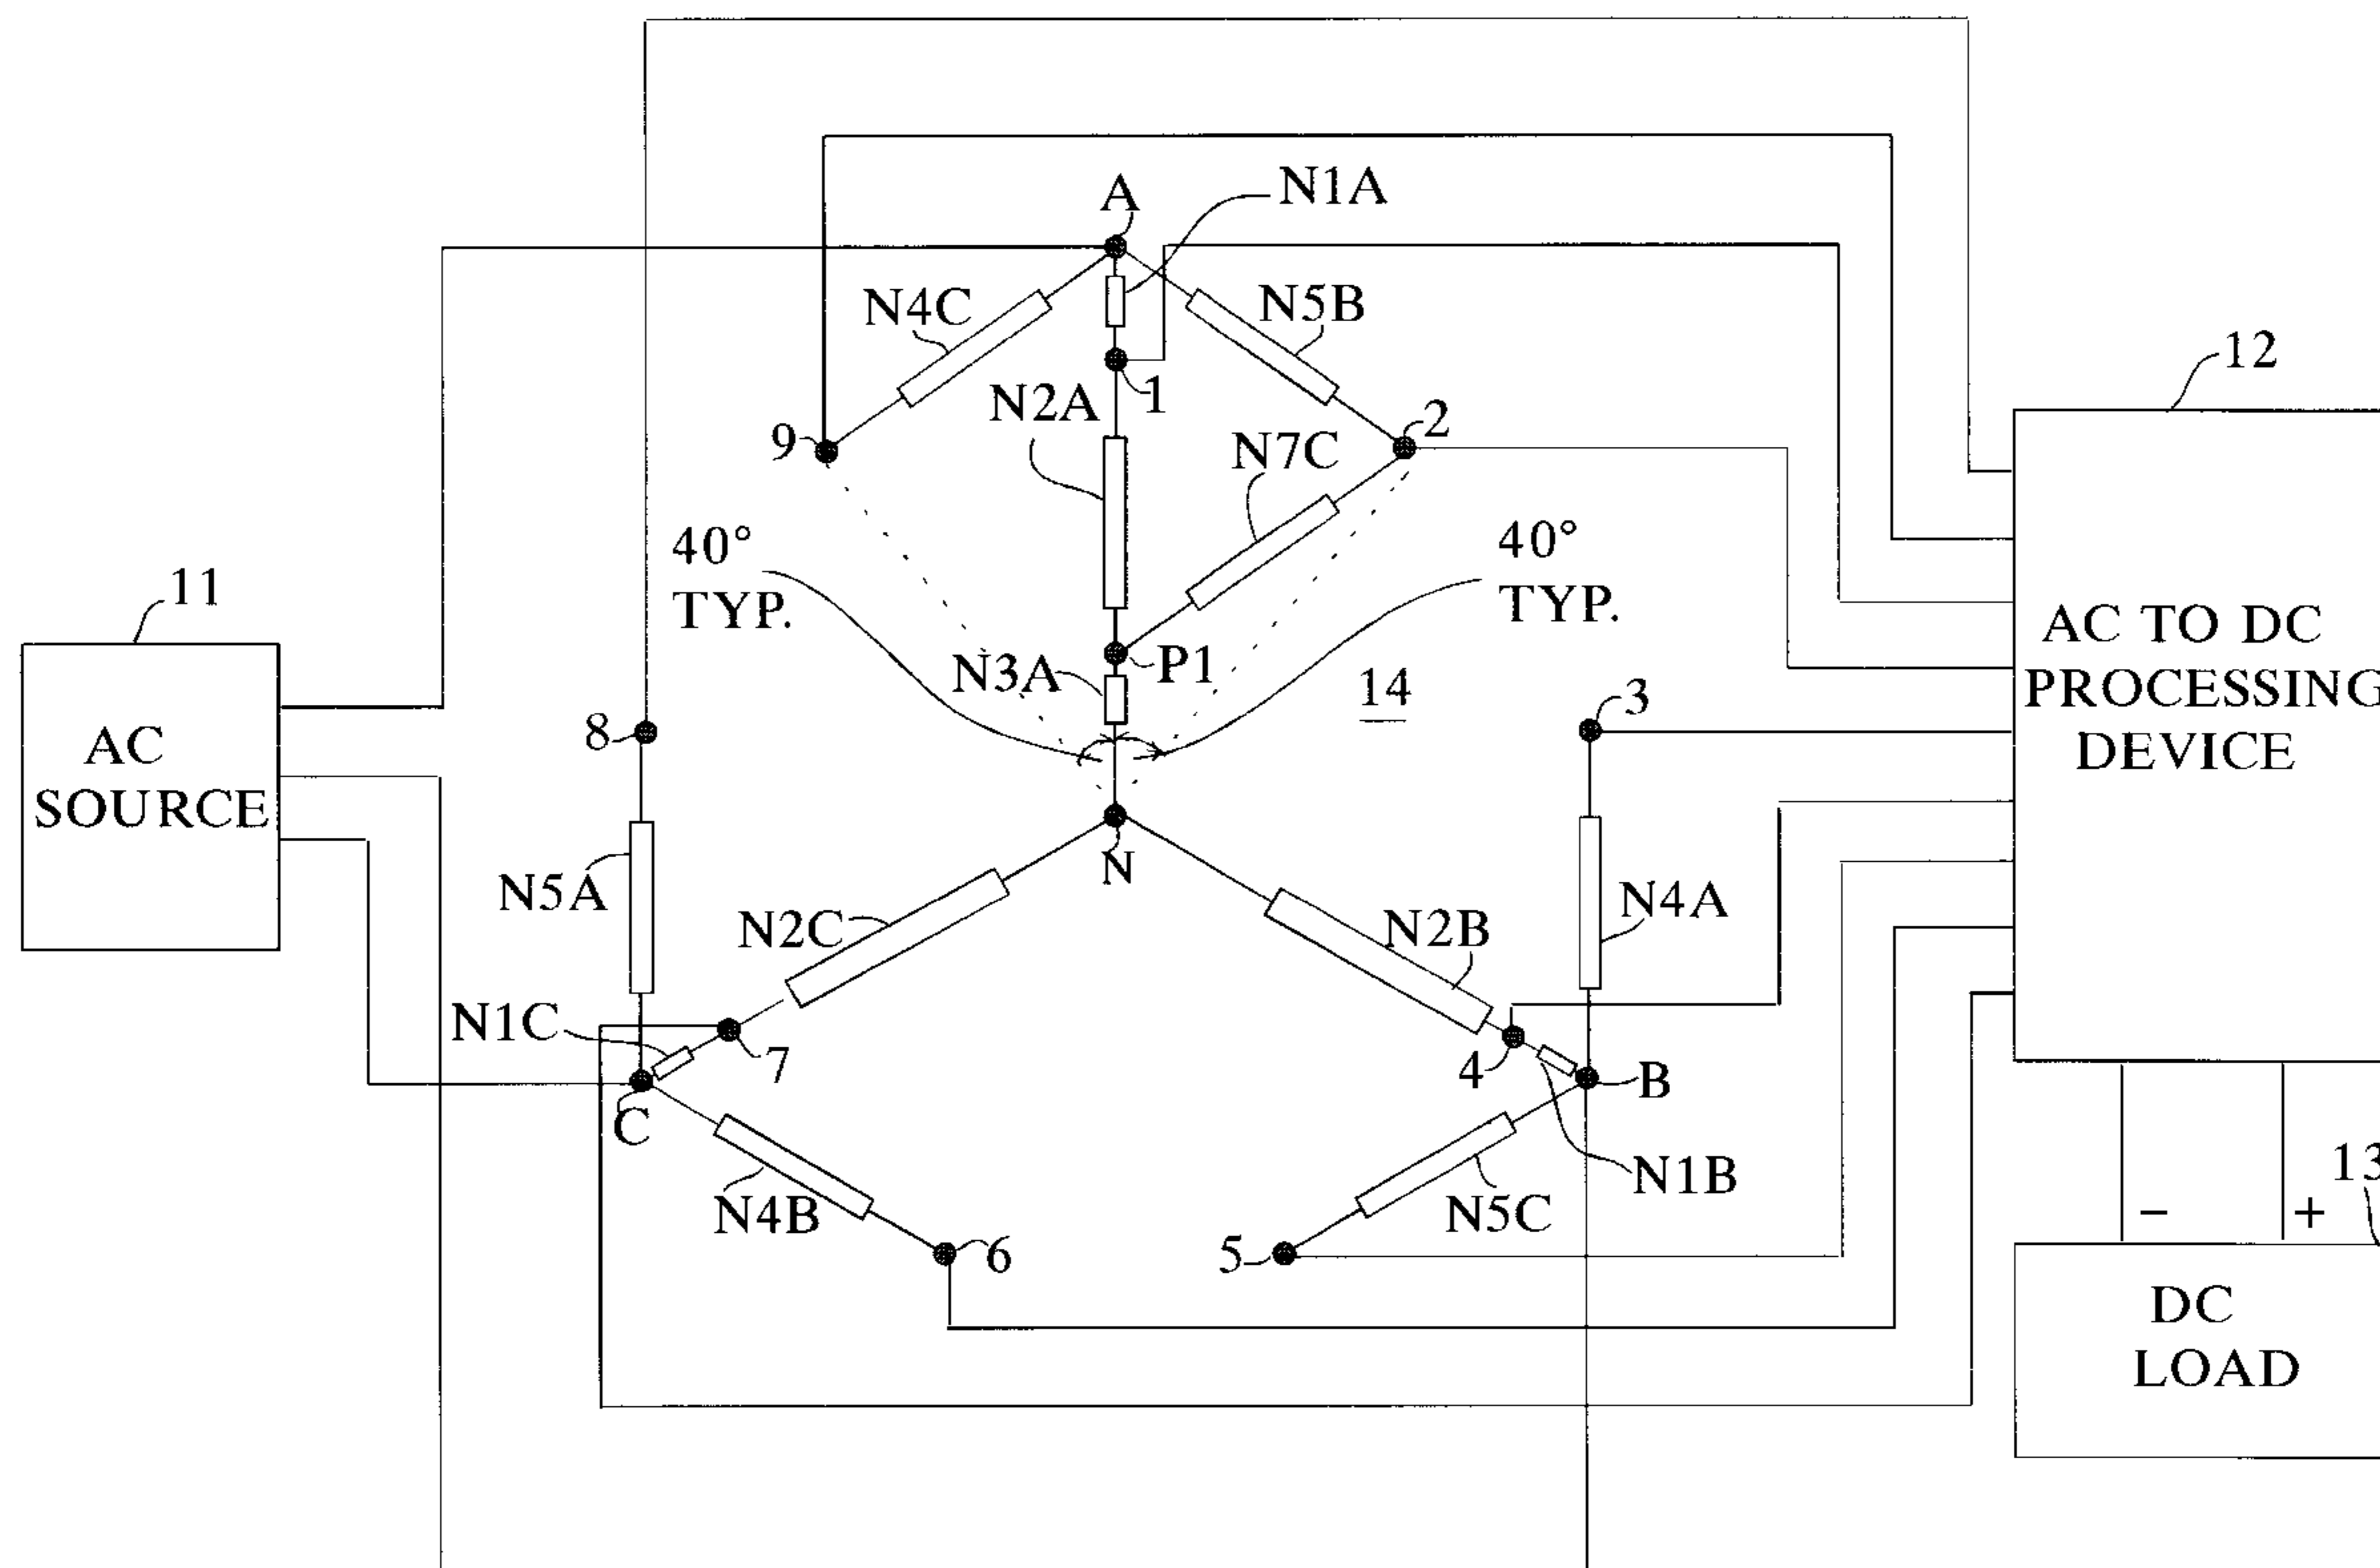 A
N1A
N4C
N5B
1
12
N2A
9
2
N7C
40°
TYP.
40°
TYP.
11
AC TO DC
PROCESSING
DEVICE
N3A
P1
14
3
8
AC
SOURCE
N
N5A
N4A
N2C
N2B
N1C
7
4
B
C
N4B
N5C
N1B
13
6
5
−
+
DC
LOAD